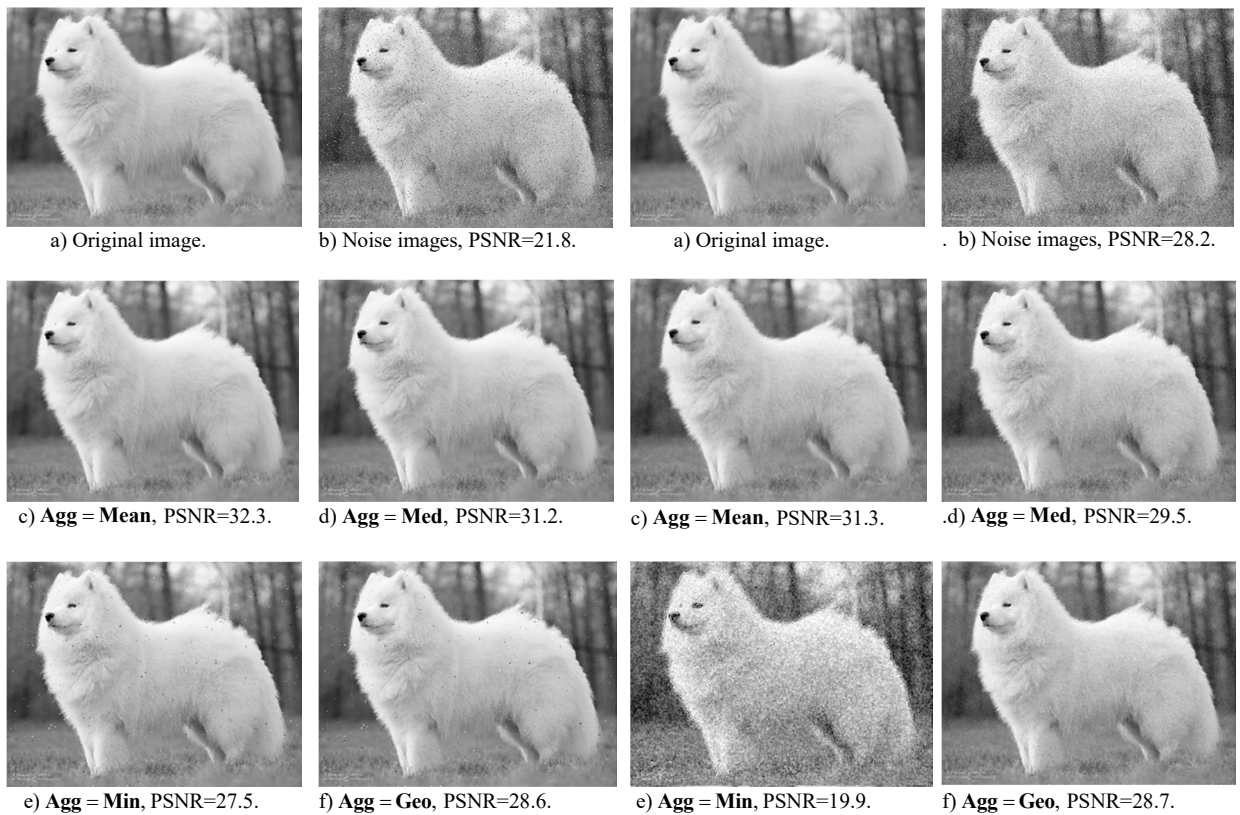 a) Original image.
b) Noise images, PSNR=21.8.
a) Original image.
. b) Noise images, PSNR=28.2.
c) Agg = Mean, PSNR=32.3.
d) Agg = Med, PSNR=31.2.
c) Agg = Mean, PSNR=31.3.
.d) Agg = Med, PSNR=29.5.
e) Agg = Min, PSNR=27.5.
f) Agg = Geo, PSNR=28.6.
e) Agg = Min, PSNR=19.9.
f) Agg = Geo, PSNR=28.7.